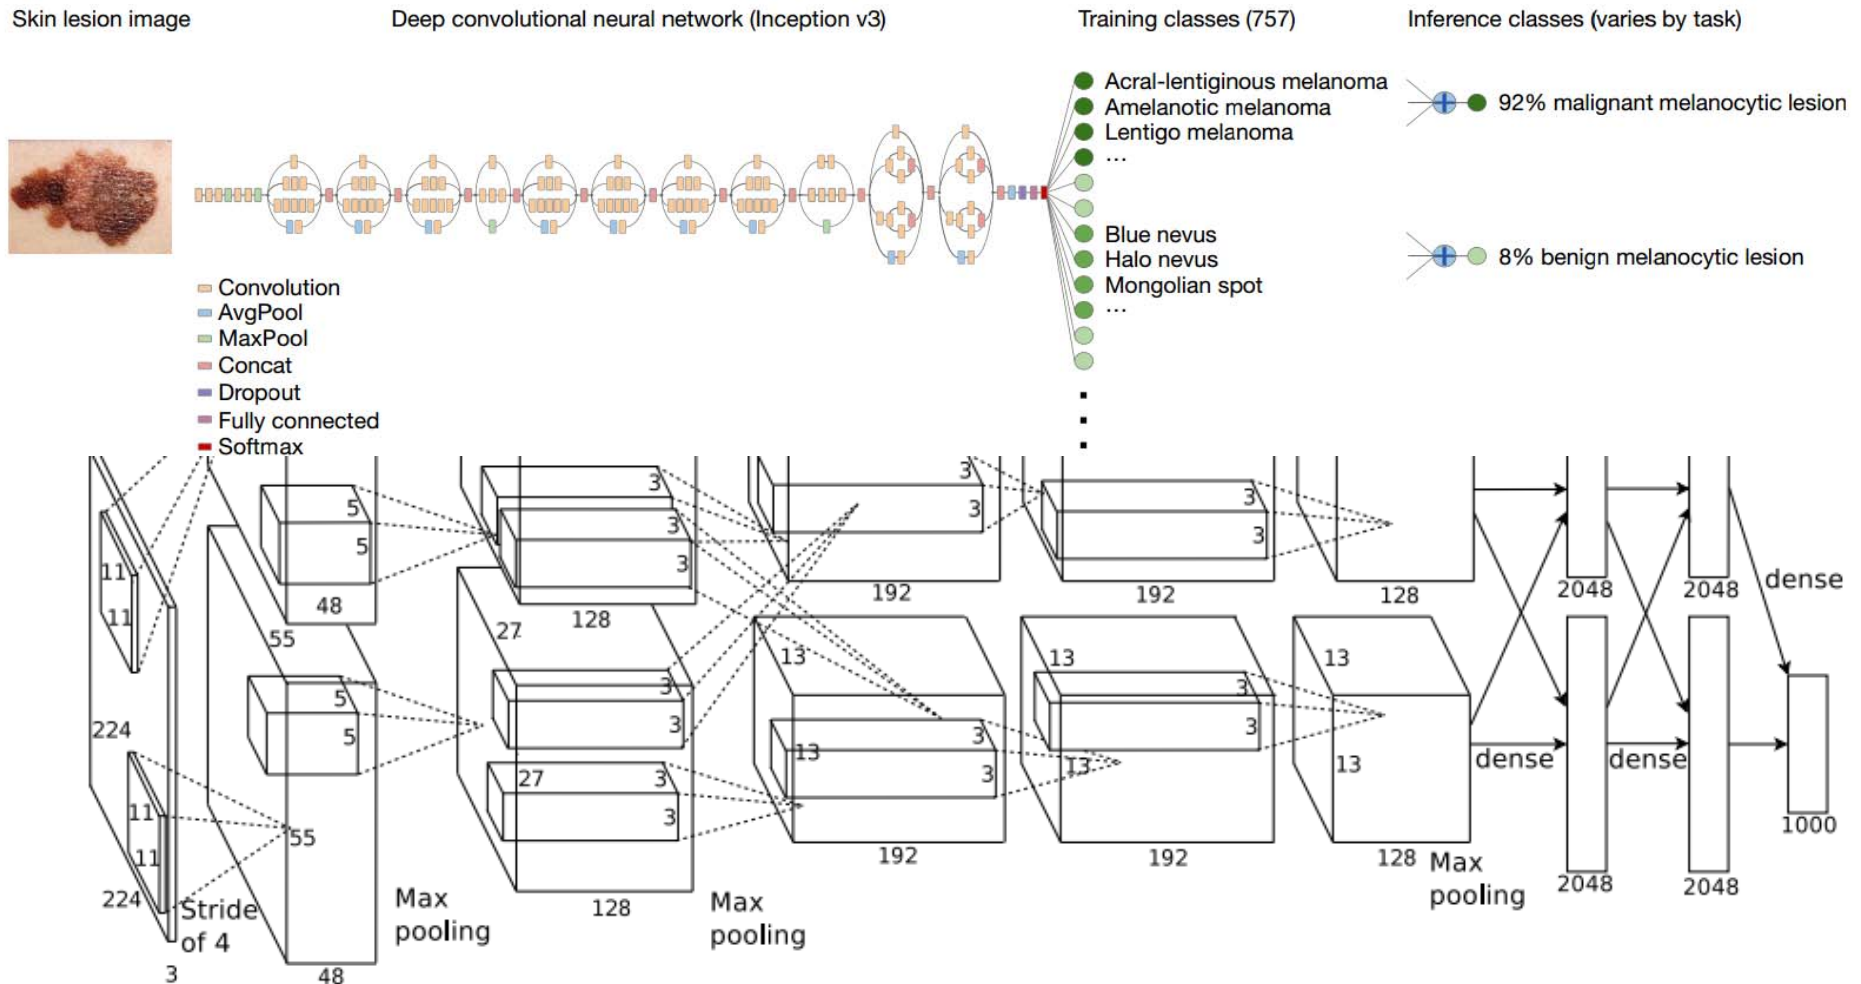 Skin lesion image
Deep convolutional neural network (Inception v3)
Training classes (757)
Inference classes (varies by task)
Acral-lentiginous melanoma
Amelanotic melanoma
Lentigo melanoma
...
Blue nevus
Halo nevus
Mongolian spot
...
92% malignant melanocytic lesion
8% benign melanocytic lesion
Convolution
AvgPool
MaxPool
Concat
Dropout
Fully connected
Softmax
11
11
224
11
11
224
3
Stride
of 4
5
5
48
55
5
5
55
48
Max
pooling
3
3
3
128
27
3
3
27
3
3
128
Max
pooling
3
3
192
13
3
13
3
192
3
3
192
13
3
3
13
192
128
13
13
128
Max
pooling
dense
2048
2048
dense
2048
2048
dense
1000